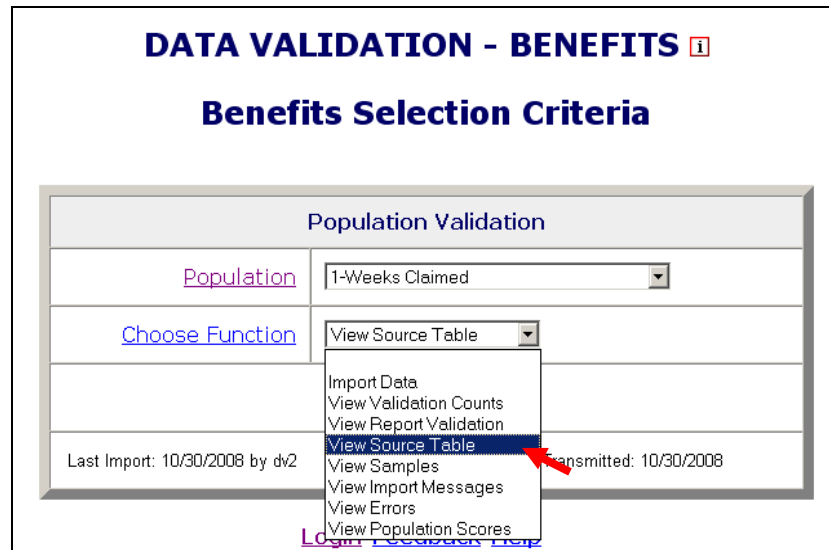 DATA VALIDATION - BENEFITS i
Benefits Selection Criteria
Population Validation
Population 1-Weeks Claimed
Choose Function View Source Table
Import Data
View Validation Counts
View Report Validation
View Source Table
View Samples
View Import Messages
View Errors
View Population Scores
Last Import: 10/30/2008 by dv2 Transmitted: 10/30/2008
Login Feedback Help